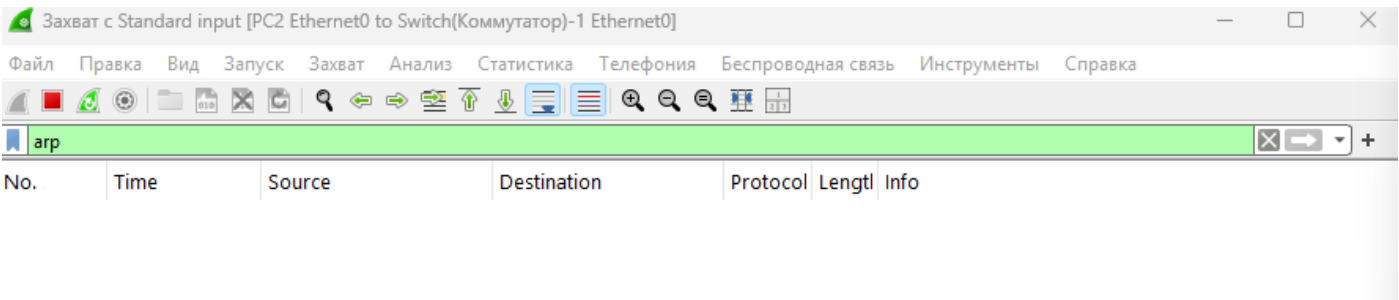 Захват с Standard input [PC2 Ethernet0 to Switch(Коммутатор)-1 Ethernet0]
Файл Правка Вид Запуск Захват Анализ Статистика Телефония Беспроводная связь Инструменты Справка
arp
No. Time Source Destination Protocol Lengtl Info